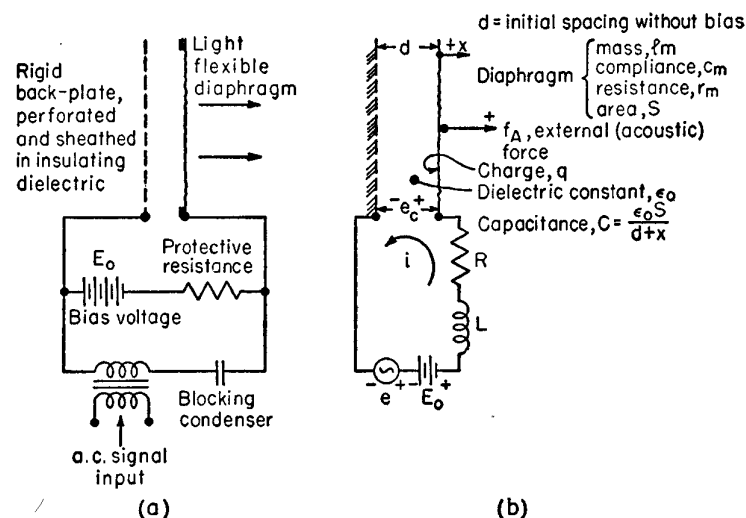 Light
flexible
diaphragm
Rigid
back-plate,
perforated
and sheathed
in insulating
dielectric
E₀
Protective
resistance
Bias voltage
Blocking
condenser
a.c. signal
input
(a)
d = initial spacing without bias
d
+x
Diaphragm { mass, ℓm
compliance, cm
resistance, rm
area, S
+
fA, external (acoustic)
force
Charge, q
Dielectric constant, ϵ₀
− ec +
Capacitance, C = ϵ₀S / d+x
i
R
L
− + − +
e
E₀
(b)